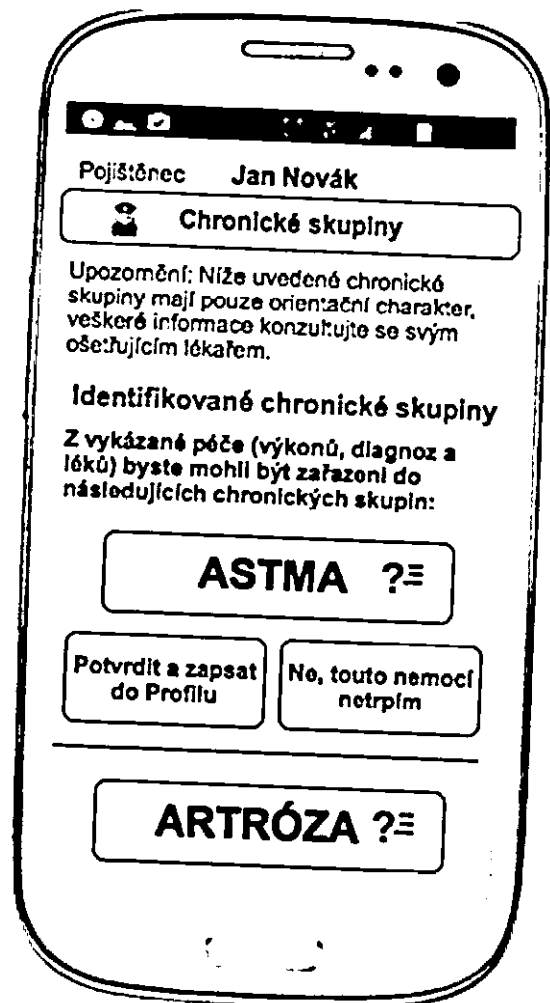 Pojištěnec Jan Novák
Chronické skupiny
Upozornění: Níže uvedené chronické
skupiny mají pouze orientační charakter,
veškeré informace konzultujte se svým
ošetřujícím lékařem.
Identifikované chronické skupiny
Z vykázané péče (výkonů, diagnoz a
léků) byste mohli být zařazeni do
následujících chronických skupin:
ASTMA ?
Potvrdit a zapsat
do Profilu
Ne, touto nemocí
netrpím
ARTRÓZA ?